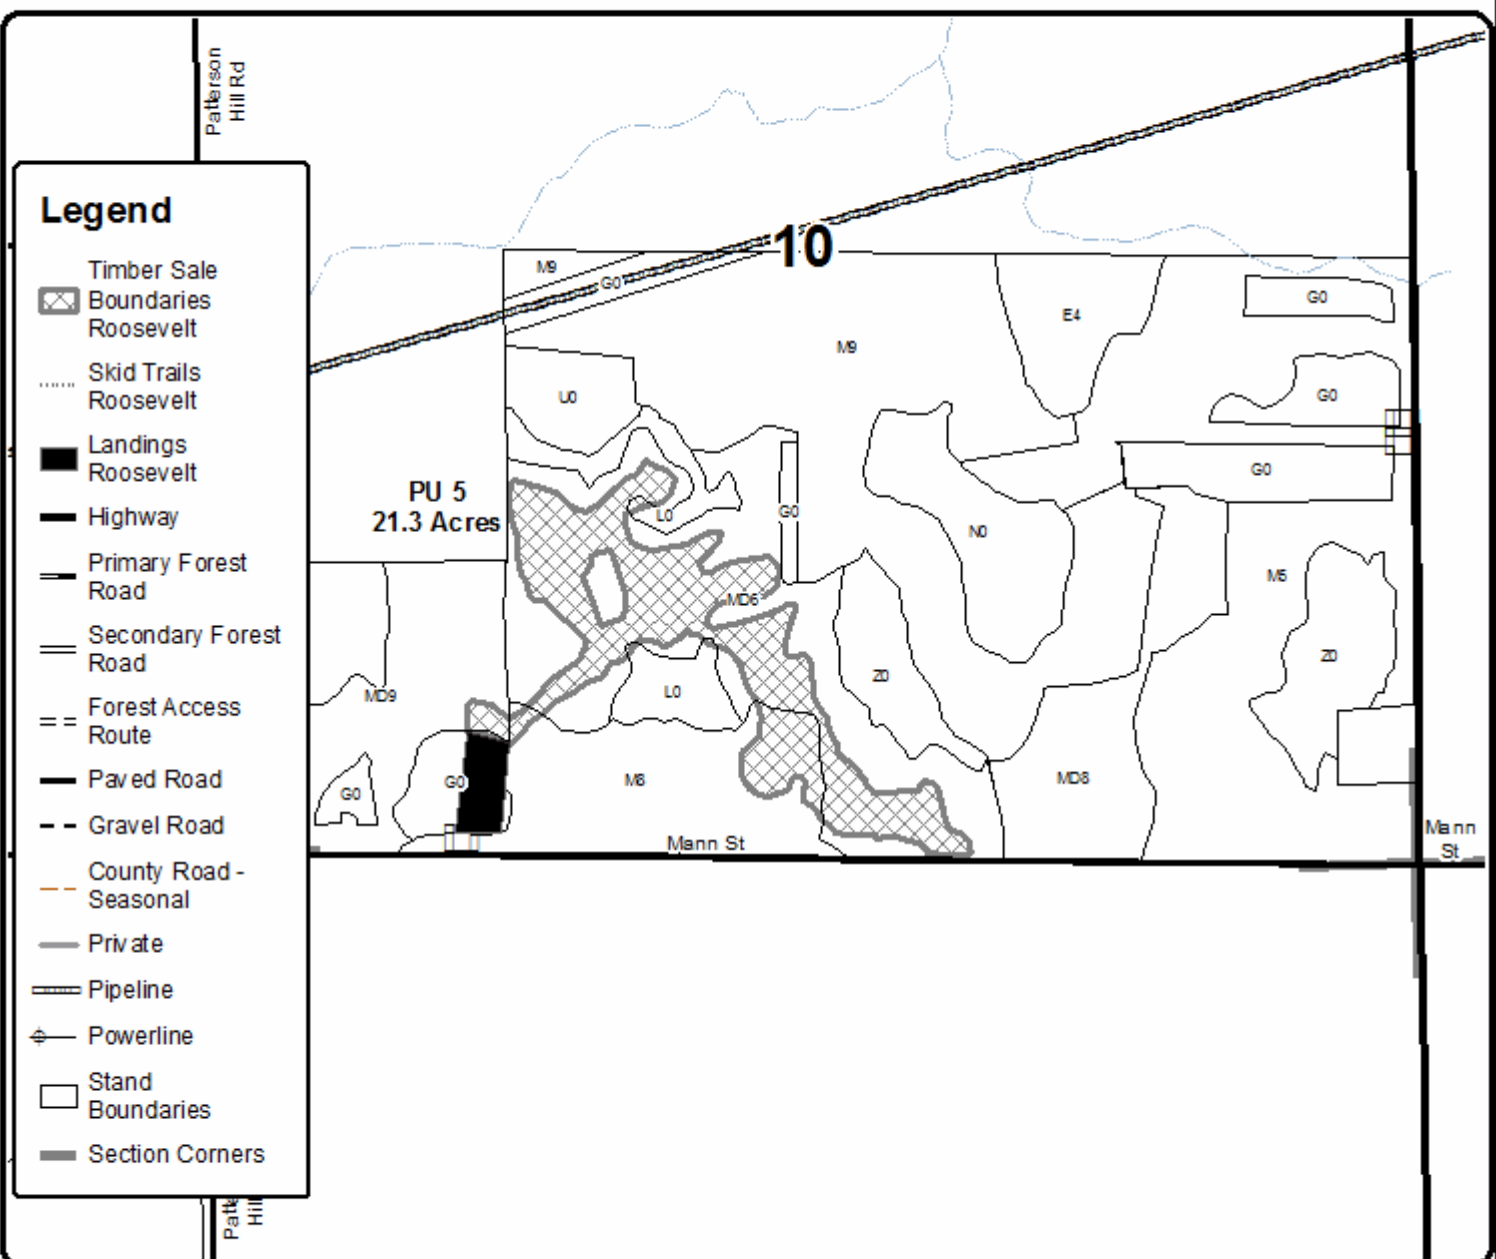 Patterson
Hill Rd
Legend
Timber Sale
Boundaries
Roosevelt
Skid Trails
Roosevelt
Landings
Roosevelt
Highway
Primary Forest
Road
Secondary Forest
Road
Forest Access
Route
Paved Road
Gravel Road
County Road -
Seasonal
Private
Pipeline
Powerline
Stand
Boundaries
Section Corners
Patte
Hill
10
M9
G0
M9
E4
G0
U0
G0
PU 5
21.3 Acres
L0
G0
N0
G0
M5
MD6
Z0
Z0
MD9
L0
G0
G0
M8
MD8
Mann St
Mann
St